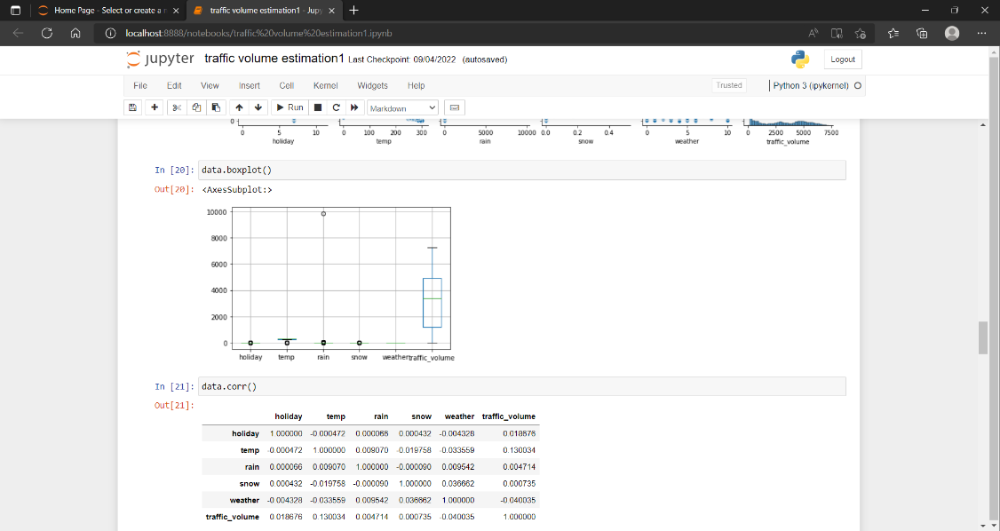 Home Page - Select or create a n
traffic volume estimation1 - Jup
localhost:8888/notebooks/traffic%20volume%20estimation1.ipynb
jupyter traffic volume estimation1 Last Checkpoint: 09/04/2022 (autosaved)
Logout
File Edit View Insert Cell Kernel Widgets Help
Trusted
Python 3 (ipykernel)
Run
Markdown
0
0 5 10 0 100 200 300 0 5000 10000 0.0 0.2 0.4 0 5 10 0 2500 5000 7500
holiday temp rain snow weather traffic_volume
In [20]: data.boxplot()
Out[20]: <AxesSubplot:>
10000
8000
6000
4000
2000
0
holiday temp rain snow weather traffic_volume
In [21]: data.corr()
Out[21]:
holiday temp rain snow weather traffic_volume
holiday 1.000000 -0.000472 0.000066 0.000432 -0.004328 0.018676
temp -0.000472 1.000000 0.009070 -0.019758 -0.033559 0.130034
rain 0.000066 0.009070 1.000000 -0.000090 0.009542 0.004714
snow 0.000432 -0.019758 -0.000090 1.000000 0.036662 0.000735
weather -0.004328 -0.033559 0.009542 0.036662 1.000000 -0.040035
traffic_volume 0.018676 0.130034 0.004714 0.000735 -0.040035 1.000000